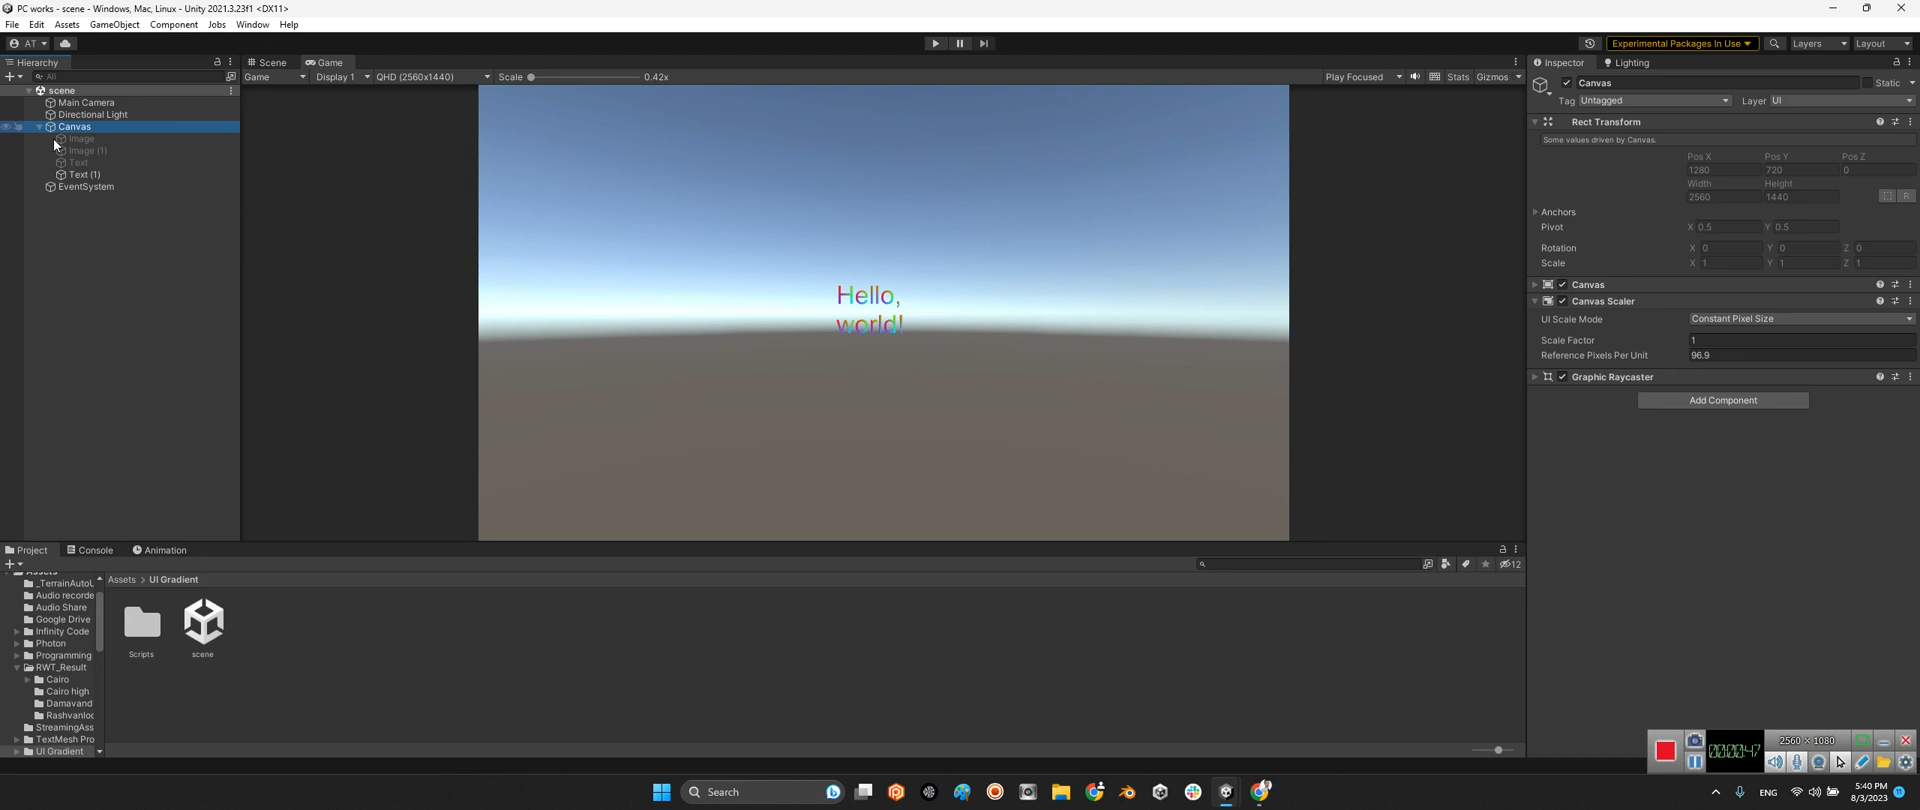 PC works - scene - Windows, Mac, Linux - Unity 2021.3.23f1 <DX11>
File Edit Assets GameObject Component Jobs Window Help
AT Experimental Packages In Use Layers Layout
Hierarchy Scene Game Inspector Lighting
All Game Display 1 QHD (2560x1440) Scale 0.42x Play Focused Stats Gizmos
Canvas Static
scene
Tag Untagged Layer UI
Main Camera
Directional Light
Rect Transform
Canvas
Some values driven by Canvas.
Image
Image (1)
Pos X Pos Y Pos Z
Text
1280 720 0
Text (1)
Width Height
EventSystem
2560 1440 R
Anchors
Pivot X 0.5 Y 0.5
Rotation X 0 Y 0 Z 0
Scale X 1 Y 1 Z 1
Canvas
Hello,
Canvas Scaler
world!
UI Scale Mode Constant Pixel Size
Scale Factor 1
Reference Pixels Per Unit 96.9
Graphic Raycaster
Add Component
Project Console Animation
12
Assets > UI Gradient
Audio recorde
Audio Share
Google Drive
Infinity Code
Photon
Programming
Scripts scene
RWT_Result
Cairo
Cairo high
Damavand
Rashvanloc
StreamingAss
TextMesh Pro
UI Gradient
00:00:47 2560 × 1080
Search
ENG
5:40 PM
8/3/2023